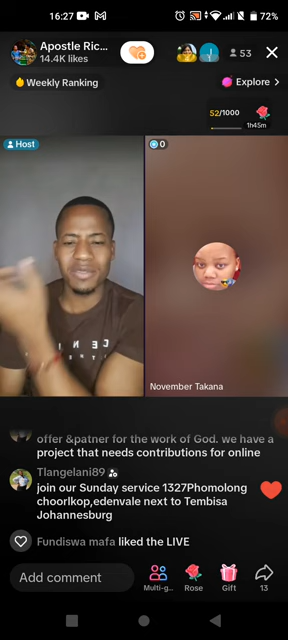 16:27
72%
Apostle Ric...
14.4K likes
53
Weekly Ranking
Explore >
52/1000
1h45m
Host
0
November Takana
offer &patner for the work of God. we have a
project that needs contributions for online
Tlangelani89
join our Sunday service 1327Phomolong
choorlkop,edenvale next to Tembisa
Johannesburg
Fundiswa mafa liked the LIVE
Add comment
Multi-g...
Rose
Gift
13